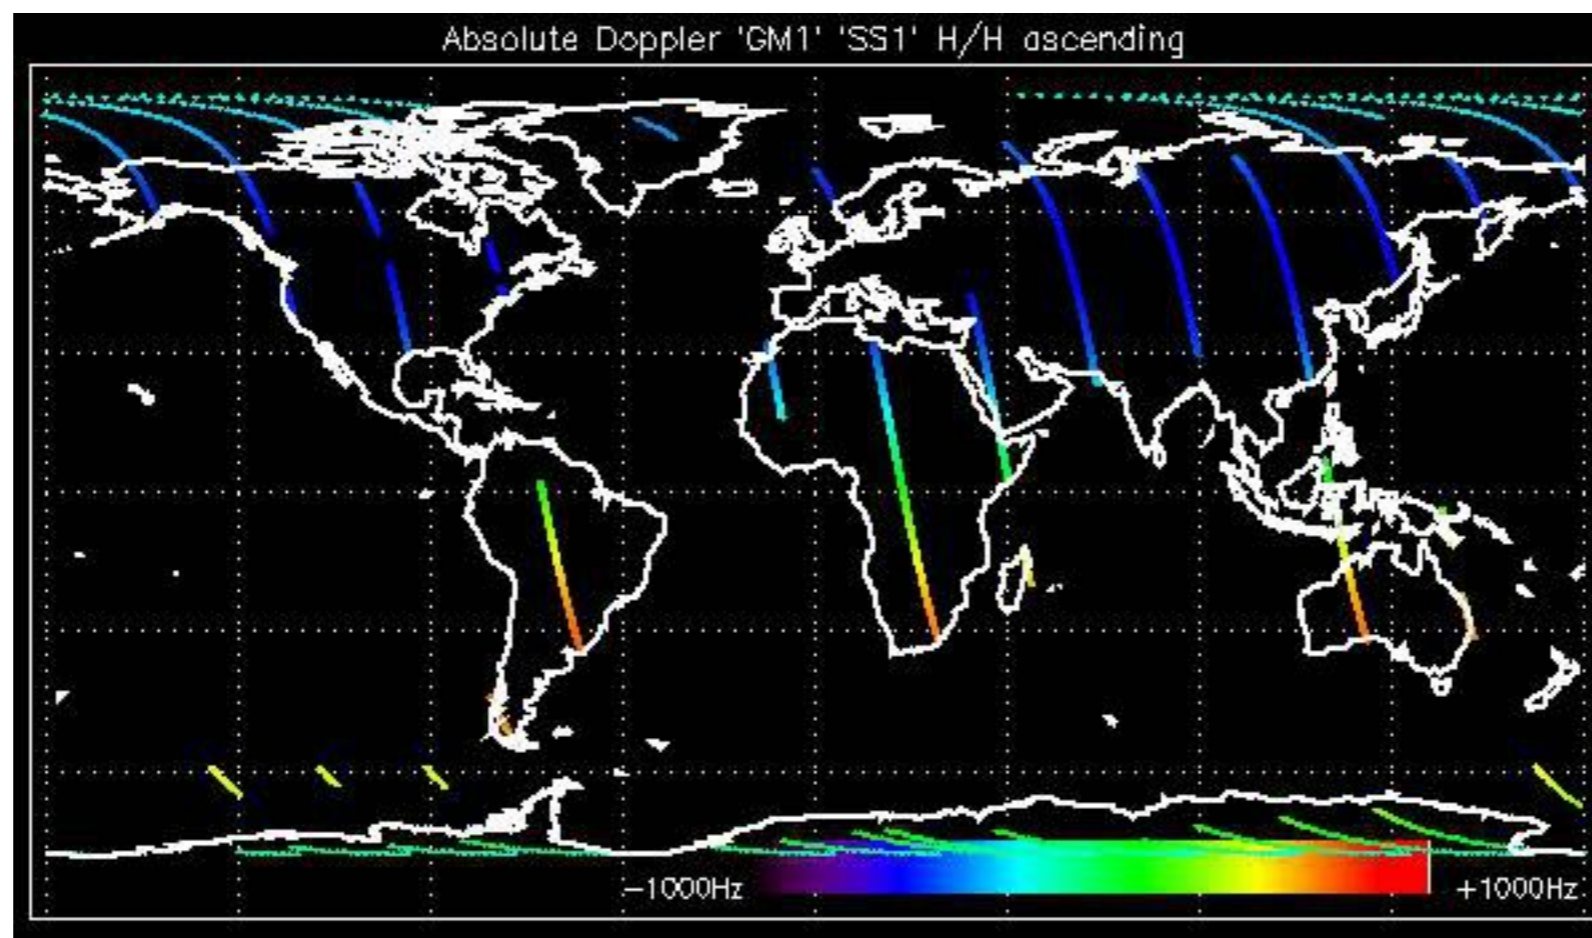 Absolute Doppler 'GM1' 'SS1' H/H ascending
-1000Hz +1000Hz